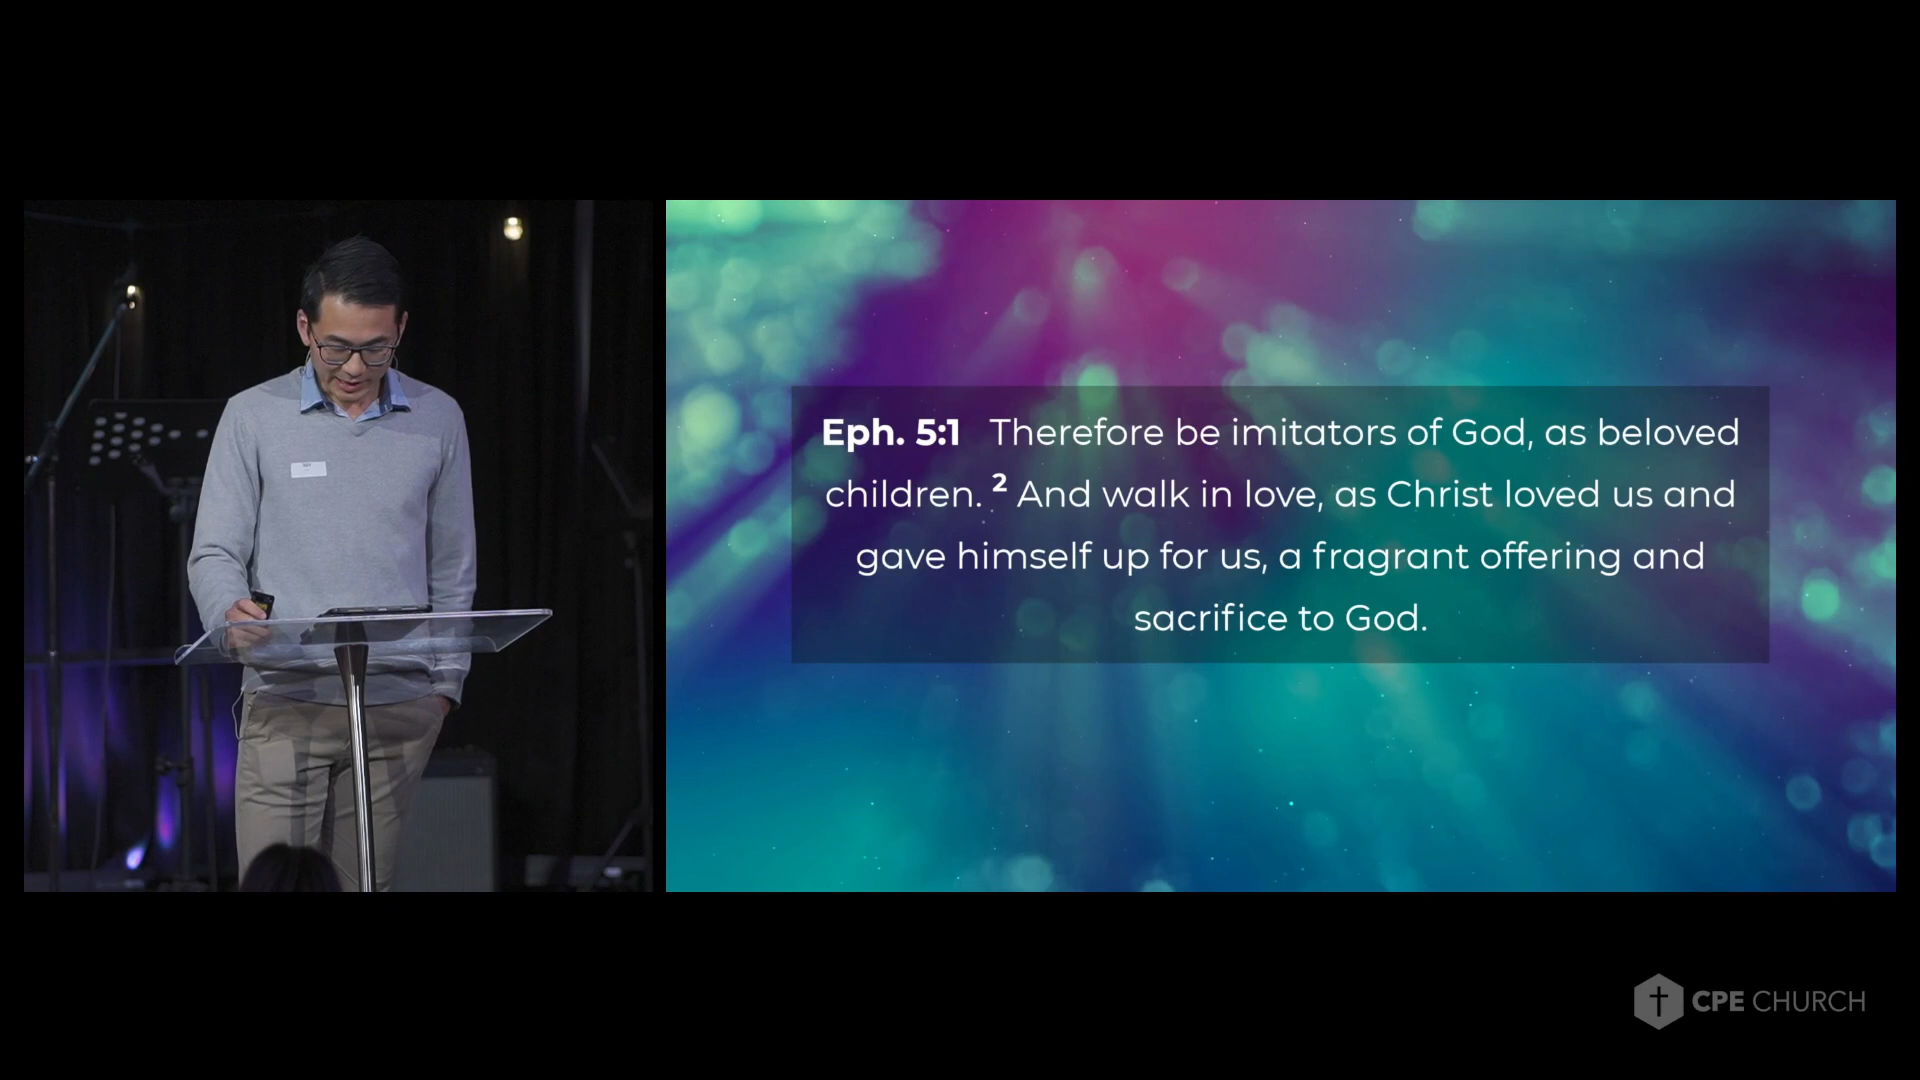 Eph. 5:1 Therefore be imitators of God, as beloved
children. 2 And walk in love, as Christ loved us and
gave himself up for us, a fragrant offering and
sacrifice to God.
CPE CHURCH